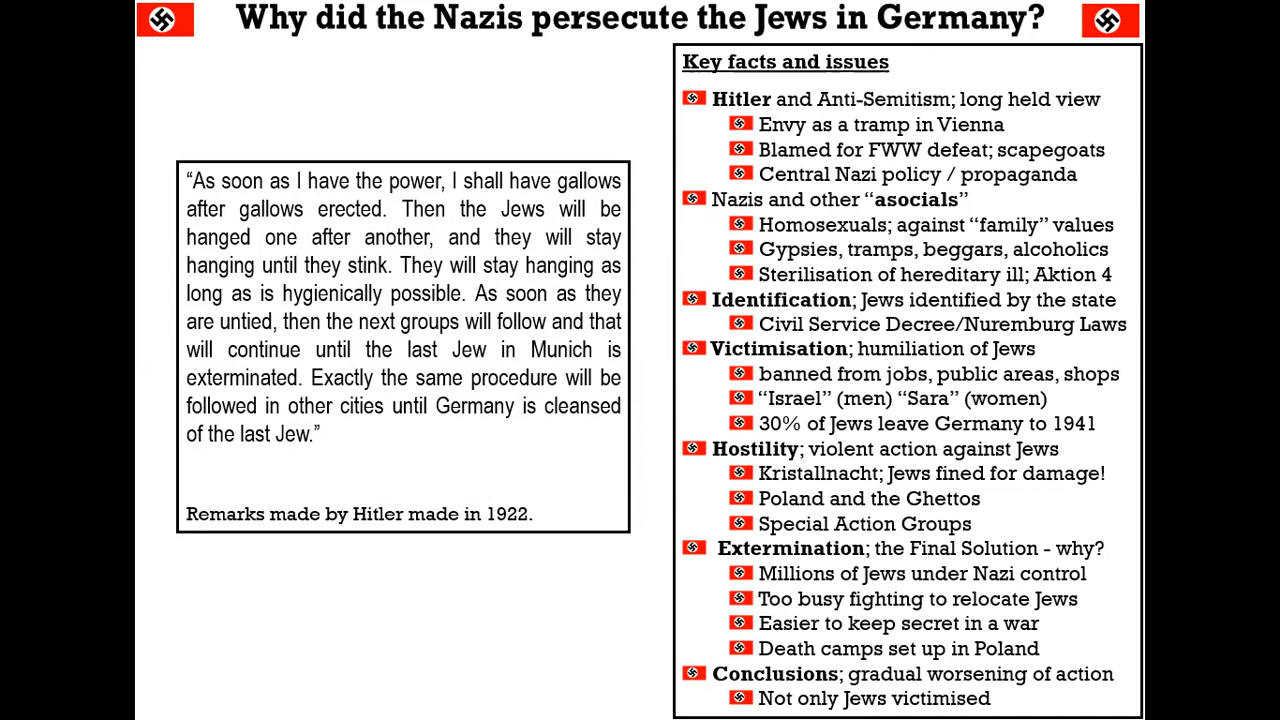 Why did the Nazis persecute the Jews in Germany?
“As soon as I have the power, I shall have gallows
after gallows erected. Then the Jews will be
hanged one after another, and they will stay
hanging until they stink. They will stay hanging as
long as is hygienically possible. As soon as they
are untied, then the next groups will follow and that
will continue until the last Jew in Munich is
exterminated. Exactly the same procedure will be
followed in other cities until Germany is cleansed
of the last Jew.”
Remarks made by Hitler made in 1922.
Key facts and issues
Hitler and Anti-Semitism; long held view
Envy as a tramp in Vienna
Blamed for FWW defeat; scapegoats
Central Nazi policy / propaganda
Nazis and other “asocials”
Homosexuals; against “family” values
Gypsies, tramps, beggars, alcoholics
Sterilisation of hereditary ill; Aktion 4
Identification; Jews identified by the state
Civil Service Decree/Nuremburg Laws
Victimisation; humiliation of Jews
banned from jobs, public areas, shops
“Israel” (men) “Sara” (women)
30% of Jews leave Germany to 1941
Hostility; violent action against Jews
Kristallnacht; Jews fined for damage!
Poland and the Ghettos
Special Action Groups
Extermination; the Final Solution - why?
Millions of Jews under Nazi control
Too busy fighting to relocate Jews
Easier to keep secret in a war
Death camps set up in Poland
Conclusions; gradual worsening of action
Not only Jews victimised